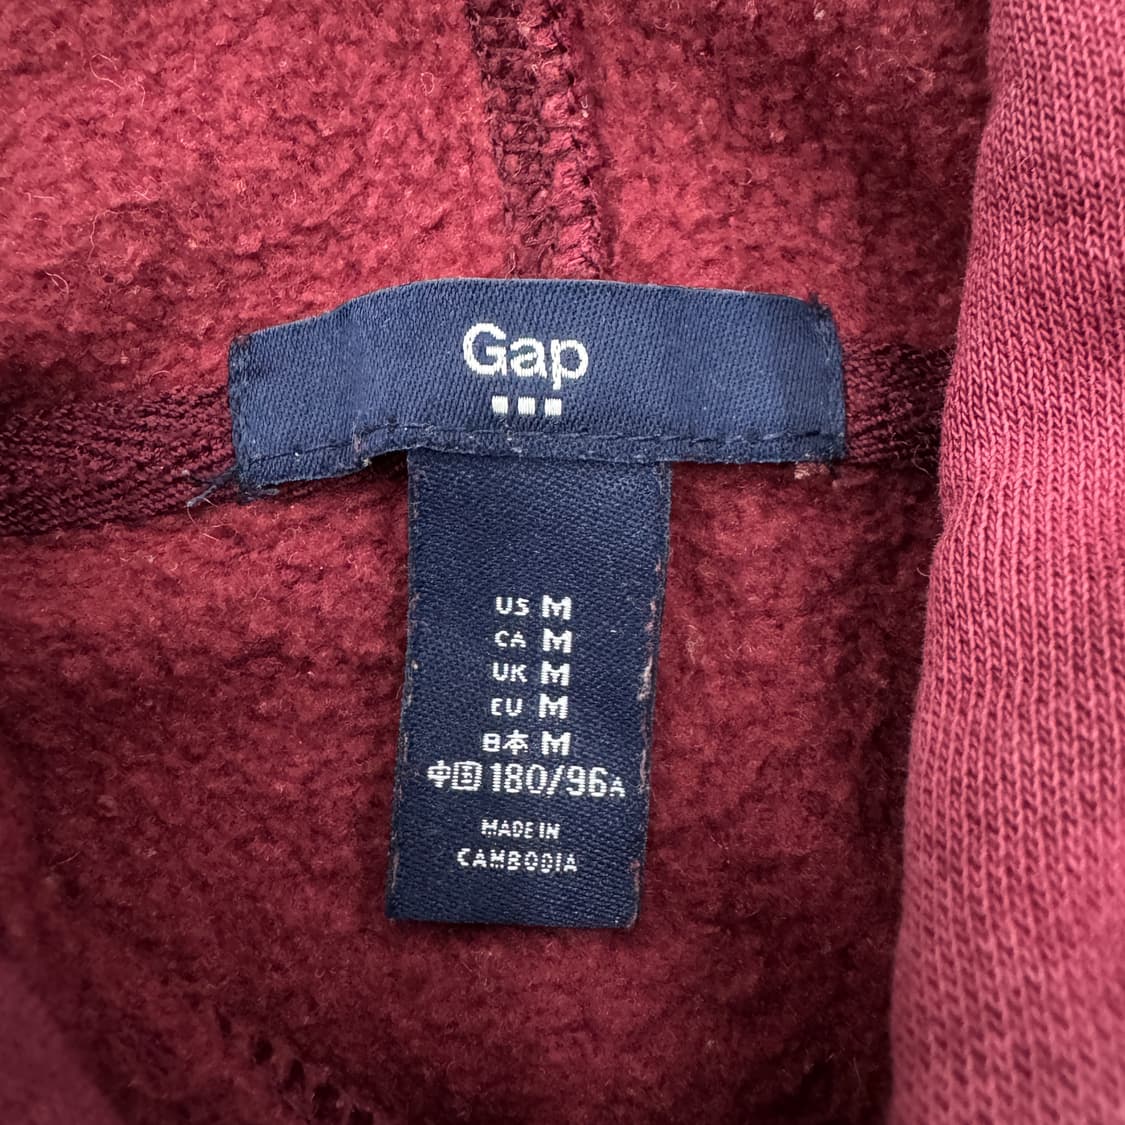 Gap
US M
CA M
UK M
EU M
日本 M
中国 180/96A
MADE IN
CAMBODIA